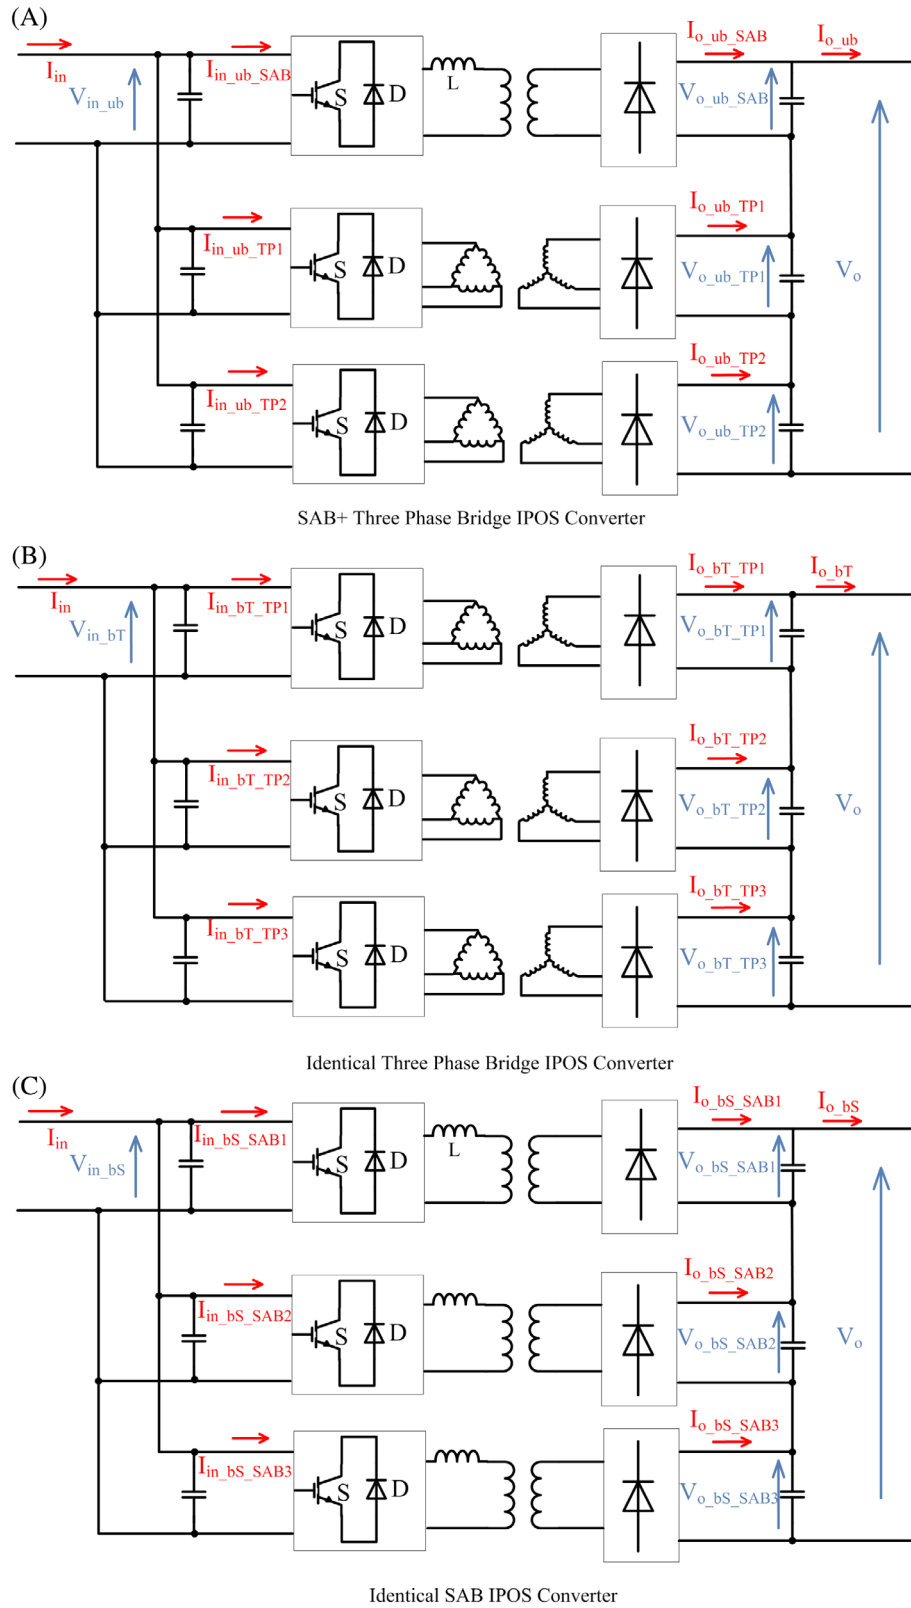 (A)
I_o_ub_SAB
I_o_ub
I_in
I_in_ub_SAB
V_in_ub
S
D
L
V_o_ub_SAB
I_o_ub_TP1
I_in_ub_TP1
S
D
V_o_ub_TP1
V_o
I_o_ub_TP2
I_in_ub_TP2
S
D
V_o_ub_TP2
SAB+ Three Phase Bridge IPOS Converter
(B)
I_o_bT_TP1
I_o_bT
I_in
I_in_bT_TP1
V_in_bT
S
D
V_o_bT_TP1
I_o_bT_TP2
I_in_bT_TP2
S
D
V_o_bT_TP2
V_o
I_o_bT_TP3
I_in_bT_TP3
S
D
V_o_bT_TP3
Identical Three Phase Bridge IPOS Converter
(C)
I_o_bS_SAB1
I_o_bS
I_in
I_in_bS_SAB1
V_in_bS
S
D
L
V_o_bS_SAB1
I_o_bS_SAB2
I_in_bS_SAB2
S
D
V_o_bS_SAB2
V_o
I_o_bS_SAB3
I_in_bS_SAB3
S
D
V_o_bS_SAB3
Identical SAB IPOS Converter